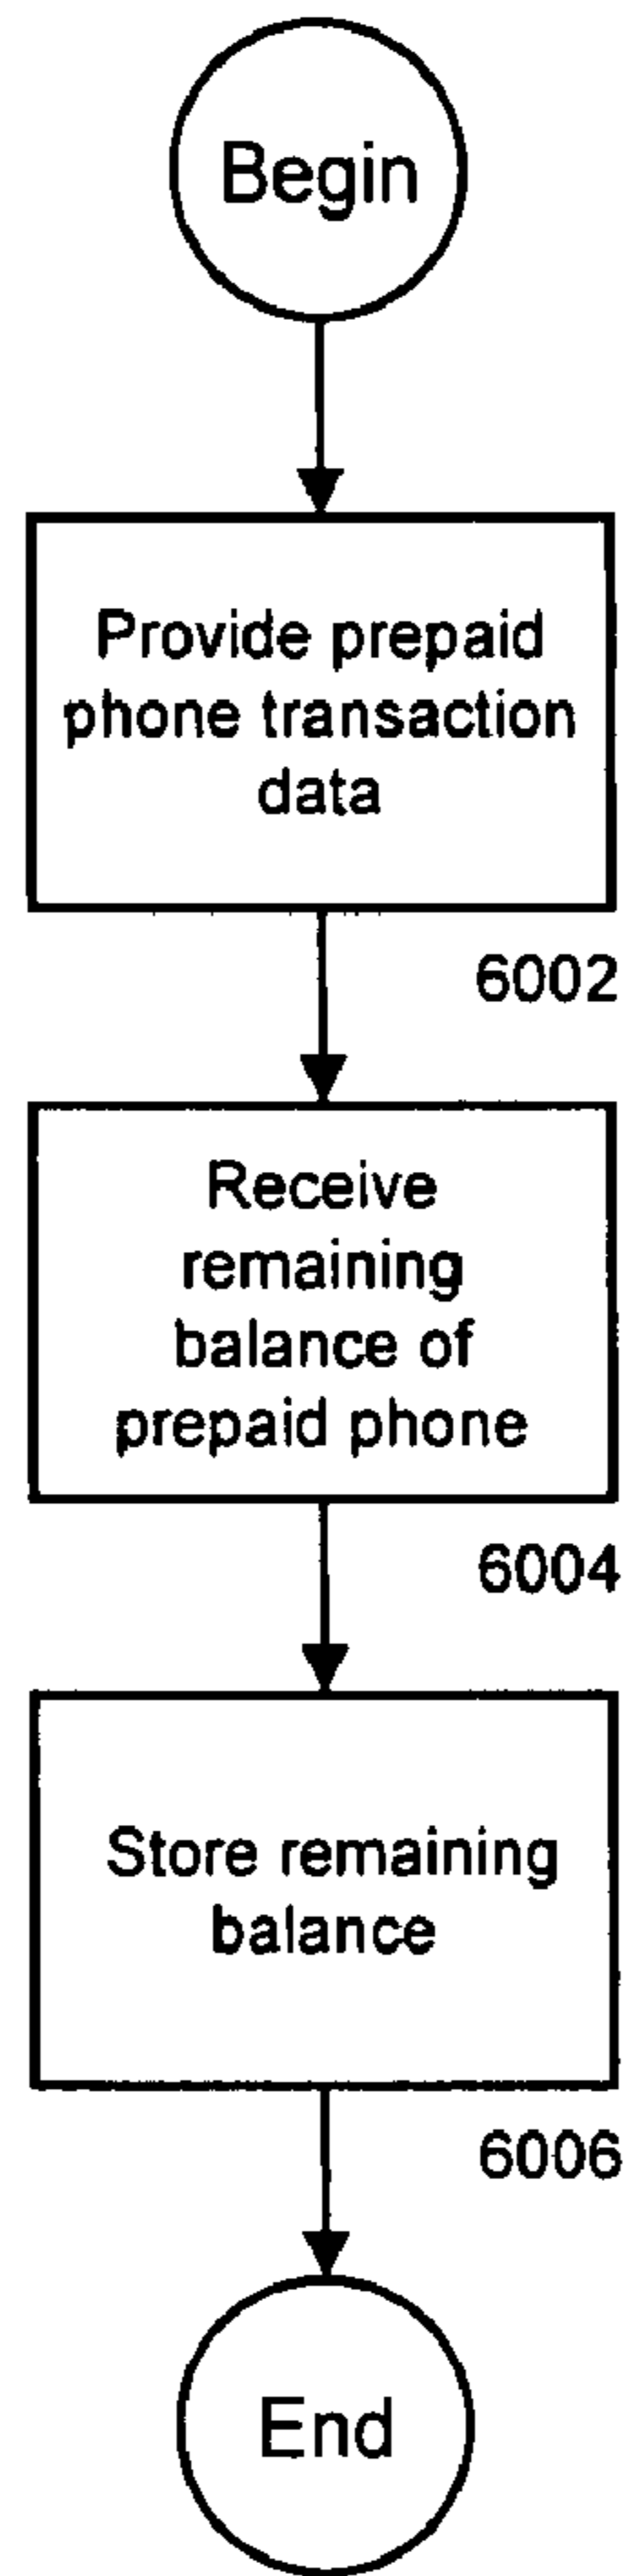 Begin
Provide prepaid
phone transaction
data
6002
Receive
remaining
balance of
prepaid phone
6004
Store remaining
balance
6006
End